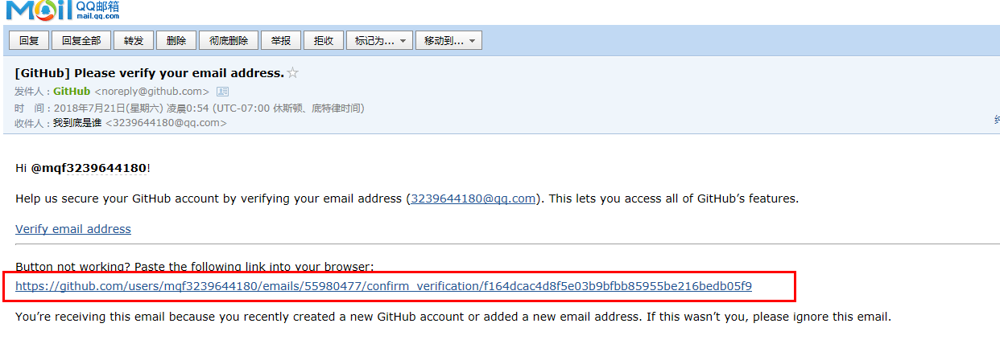 Mail QQ邮箱
mail.qq.com
回复 回复全部 转发 删除 彻底删除 举报 拒收 标记为... 移动到...
[GitHub] Please verify your email address.☆
发件人：GitHub <noreply@github.com>
时 间：2018年7月21日(星期六) 凌晨0:54 (UTC-07:00 休斯顿、底特律时间)
收件人：我到底是谁 <3239644180@qq.com>
Hi @mqf3239644180!
Help us secure your GitHub account by verifying your email address (3239644180@qq.com). This lets you access all of GitHub’s features.
Verify email address
Button not working? Paste the following link into your browser:
https://github.com/users/mqf3239644180/emails/55980477/confirm_verification/f164dcac4d8f5e03b9bfbb85955be216bedb05f9
You’re receiving this email because you recently created a new GitHub account or added a new email address. If this wasn’t you, please ignore this email.